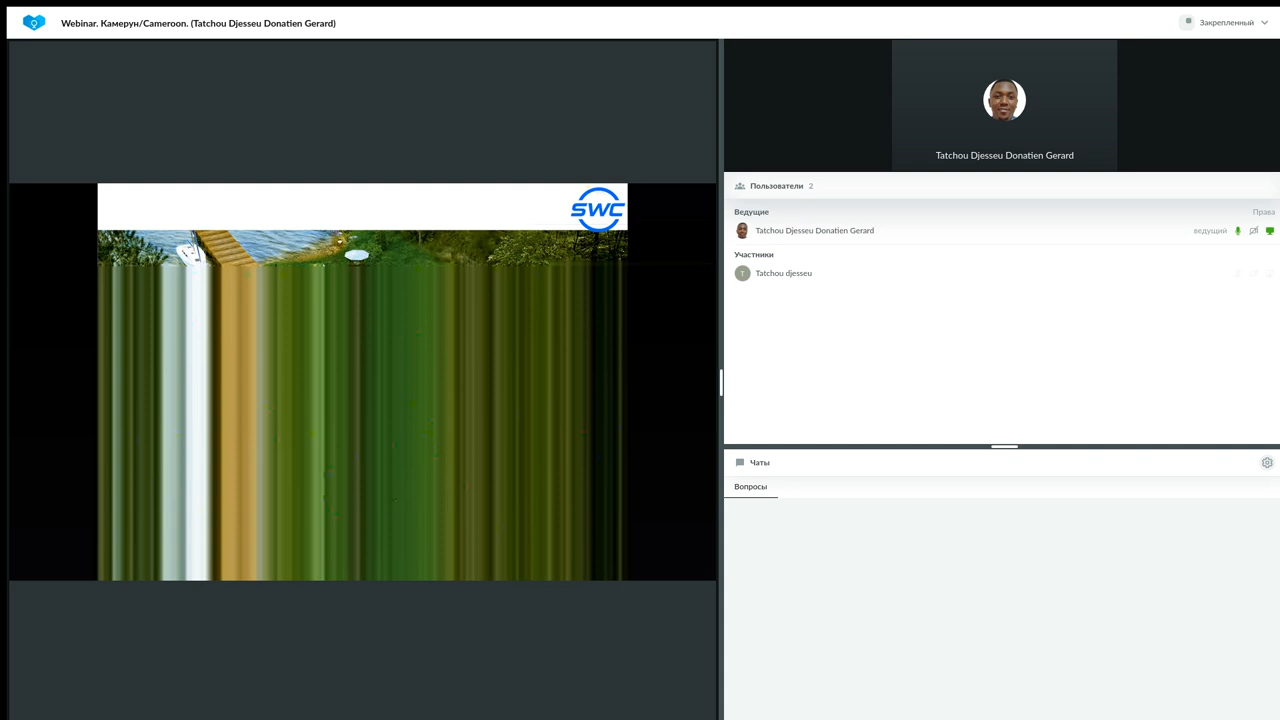 Webinar. Камерун/Cameroon. (Tatchou Djesseu Donatien Gerard)
Закрепленный
SWC
Tatchou Djesseu Donatien Gerard
Пользователи 2
Ведущие Права
Tatchou Djesseu Donatien Gerard ведущий
Участники
T Tatchou djesseu
Чаты
Вопросы